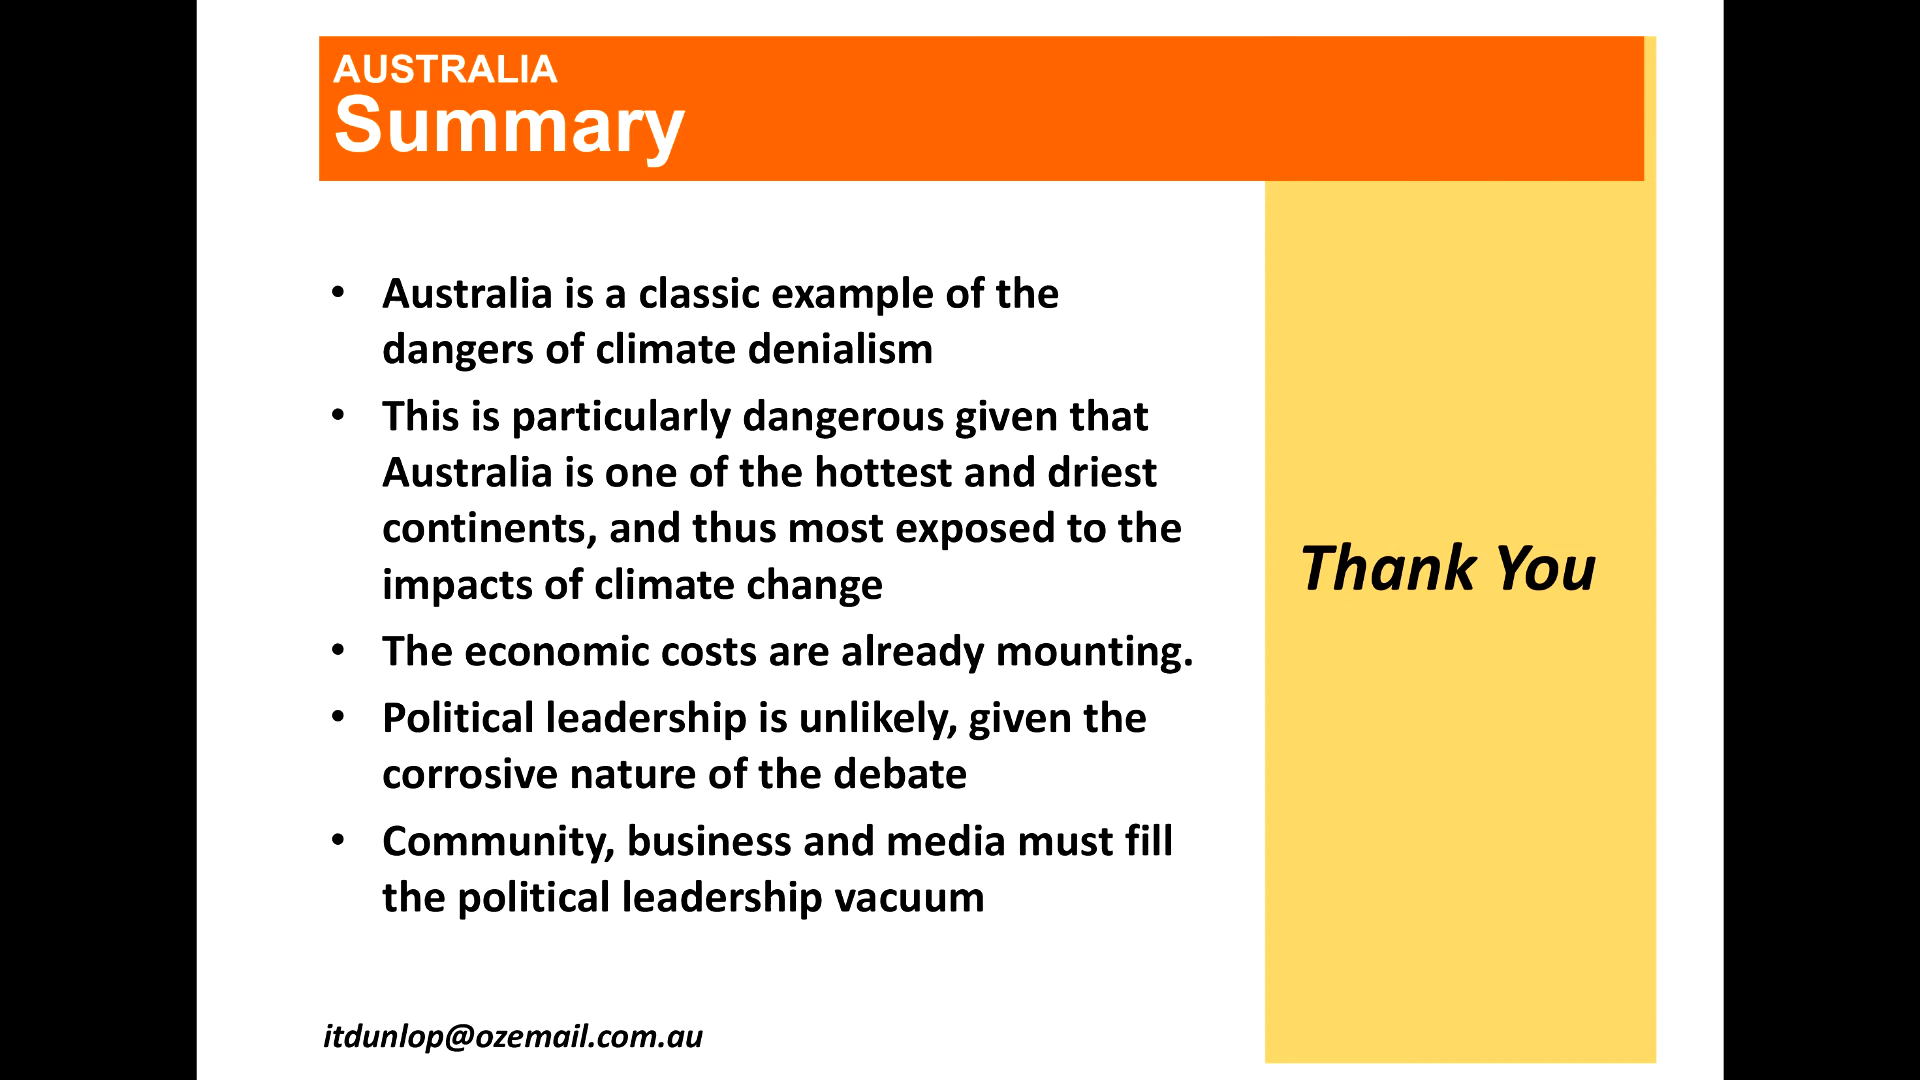 AUSTRALIA
Summary
• Australia is a classic example of the
dangers of climate denialism
• This is particularly dangerous given that
Australia is one of the hottest and driest
continents, and thus most exposed to the
impacts of climate change
• The economic costs are already mounting.
• Political leadership is unlikely, given the
corrosive nature of the debate
• Community, business and media must fill
the political leadership vacuum
Thank You
itdunlop@ozemail.com.au